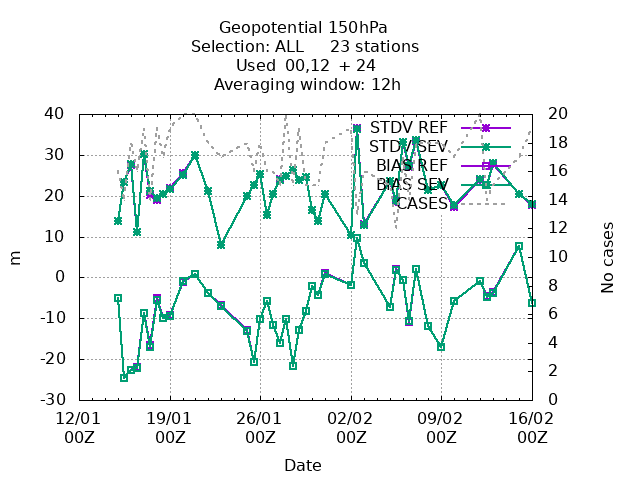 Geopotential 150hPa
Selection: ALL 23 stations
Used 00,12 + 24
Averaging window: 12h
40
30
20
10
0
-10
-20
-30
m
20
18
16
14
12
10
8
6
4
2
0
No cases
STDV REF
STDV SEV
BIAS REF
BIAS SEV
CASES
12/01 19/01 26/01 02/02 09/02 16/02
00Z 00Z 00Z 00Z 00Z 00Z
Date